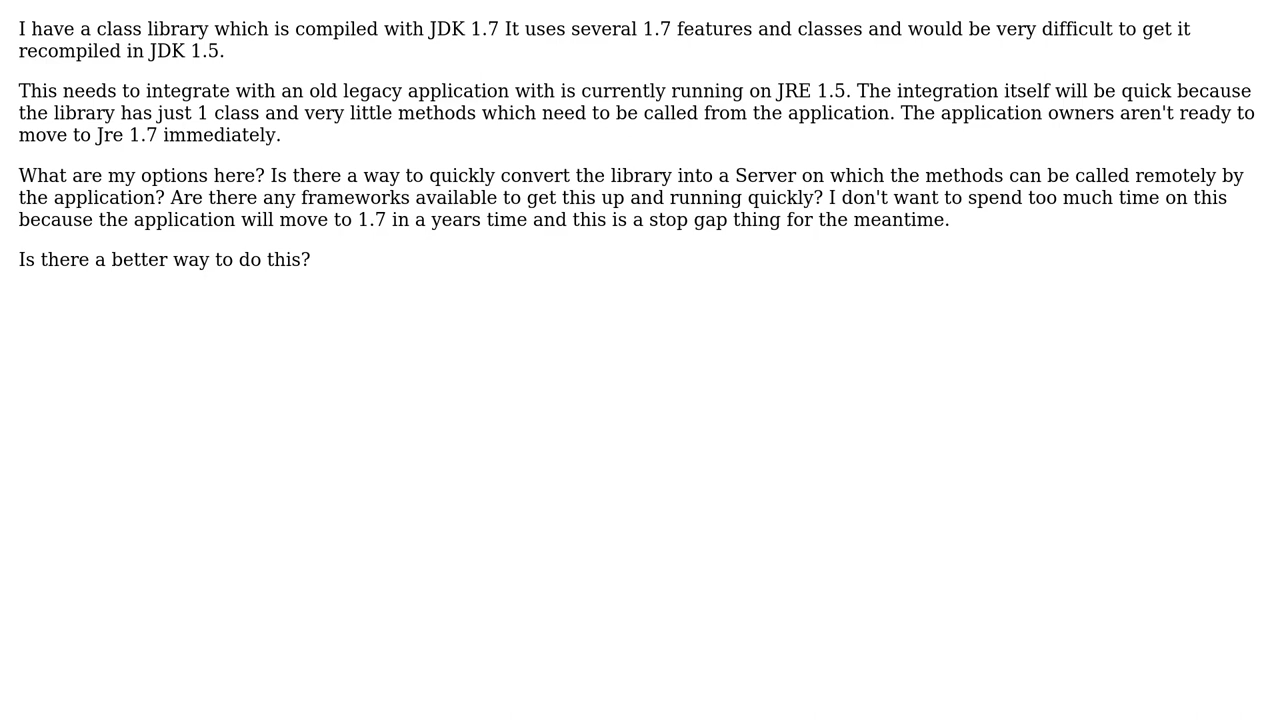 I have a class library which is compiled with JDK 1.7 It uses several 1.7 features and classes and would be very difficult to get it
recompiled in JDK 1.5.
This needs to integrate with an old legacy application with is currently running on JRE 1.5. The integration itself will be quick because
the library has just 1 class and very little methods which need to be called from the application. The application owners aren't ready to
move to Jre 1.7 immediately.
What are my options here? Is there a way to quickly convert the library into a Server on which the methods can be called remotely by
the application? Are there any frameworks available to get this up and running quickly? I don't want to spend too much time on this
because the application will move to 1.7 in a years time and this is a stop gap thing for the meantime.
Is there a better way to do this?